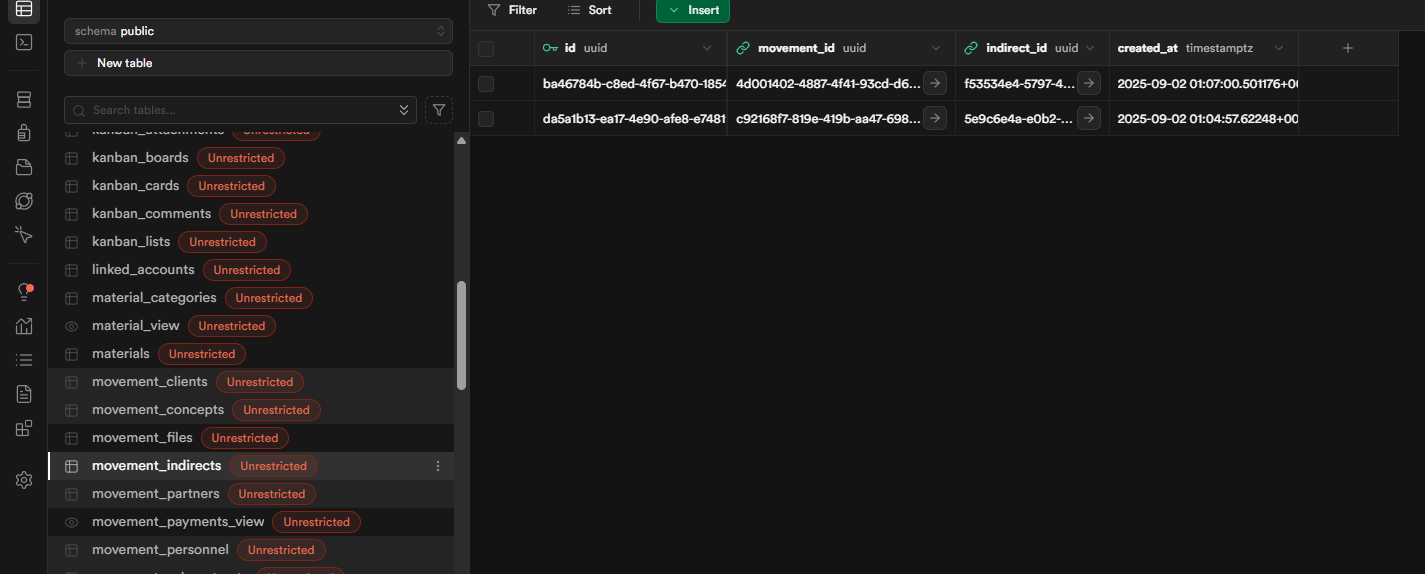 schema public
New table
Search tables...
kanban_attachments Unrestricted
kanban_boards Unrestricted
kanban_cards Unrestricted
kanban_comments Unrestricted
kanban_lists Unrestricted
linked_accounts Unrestricted
material_categories Unrestricted
material_view Unrestricted
materials Unrestricted
movement_clients Unrestricted
movement_concepts Unrestricted
movement_files Unrestricted
movement_indirects Unrestricted
movement_partners Unrestricted
movement_payments_view Unrestricted
movement_personnel Unrestricted
Filter Sort Insert
id uuid movement_id uuid indirect_id uuid created_at timestamptz
ba46784b-c8ed-4f67-b470-1854 4d001402-4887-4f41-93cd-d6... f53534e4-5797-4... 2025-09-02 01:07:00.501176+00
da5a1b13-ea17-4e90-afe8-e7481 c92168f7-819e-419b-aa47-698... 5e9c6e4a-e0b2-... 2025-09-02 01:04:57.62248+00